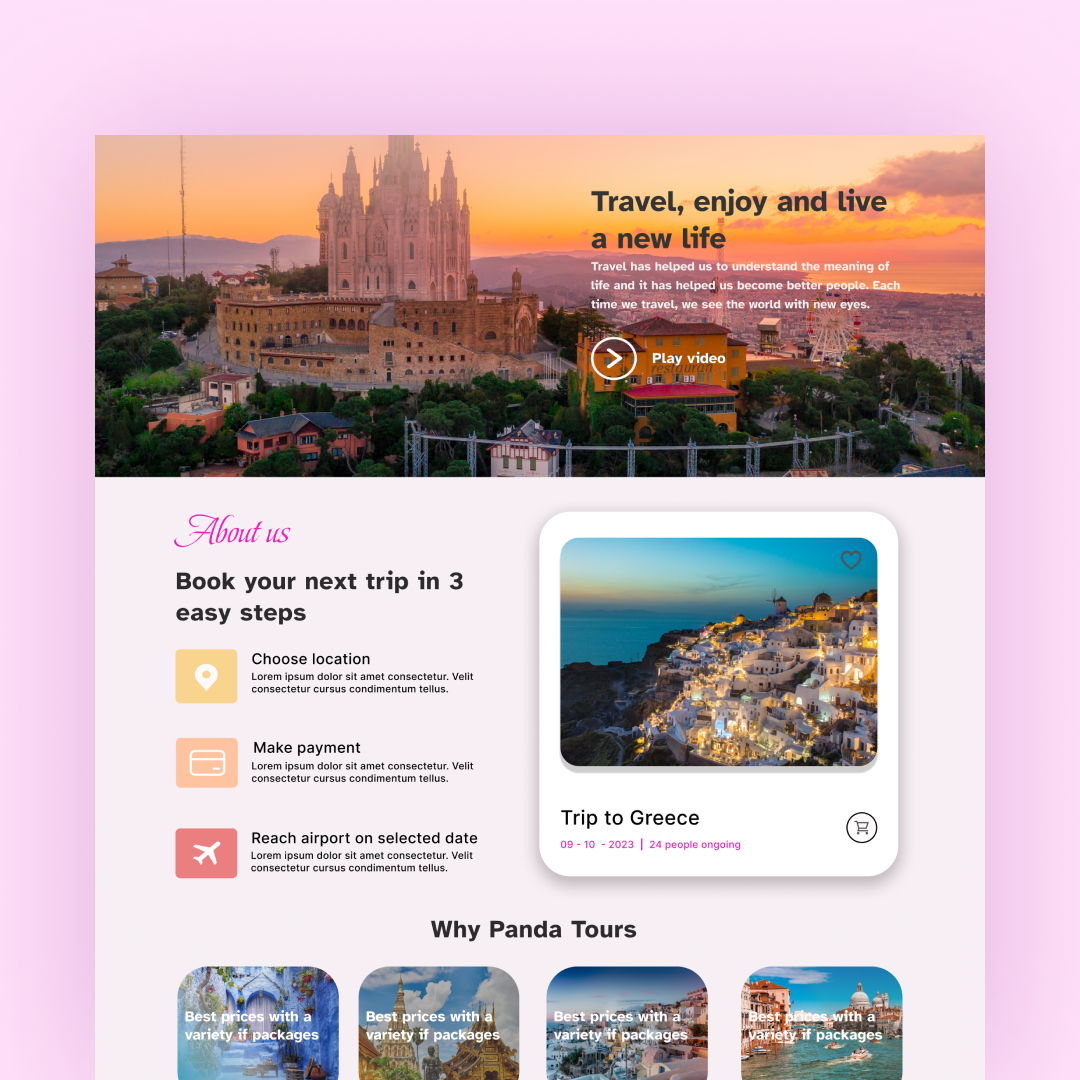 Travel, enjoy and live
a new life
Travel has helped us to understand the meaning of
life and it has helped us become better people. Each
time we travel, we see the world with new eyes.
Play video
restaurant
About us
Book your next trip in 3
easy steps
Choose location
Lorem ipsum dolor sit amet consectetur. Velit
consectetur cursus condimentum tellus.
Make payment
Lorem ipsum dolor sit amet consectetur. Velit
consectetur cursus condimentum tellus.
Reach airport on selected date
Lorem ipsum dolor sit amet consectetur. Velit
consectetur cursus condimentum tellus.
Trip to Greece
09 - 10 - 2023 | 24 people ongoing
Why Panda Tours
Best prices with a
variety if packages
Best prices with a
variety if packages
Best prices with a
variety if packages
Best prices with a
variety if packages